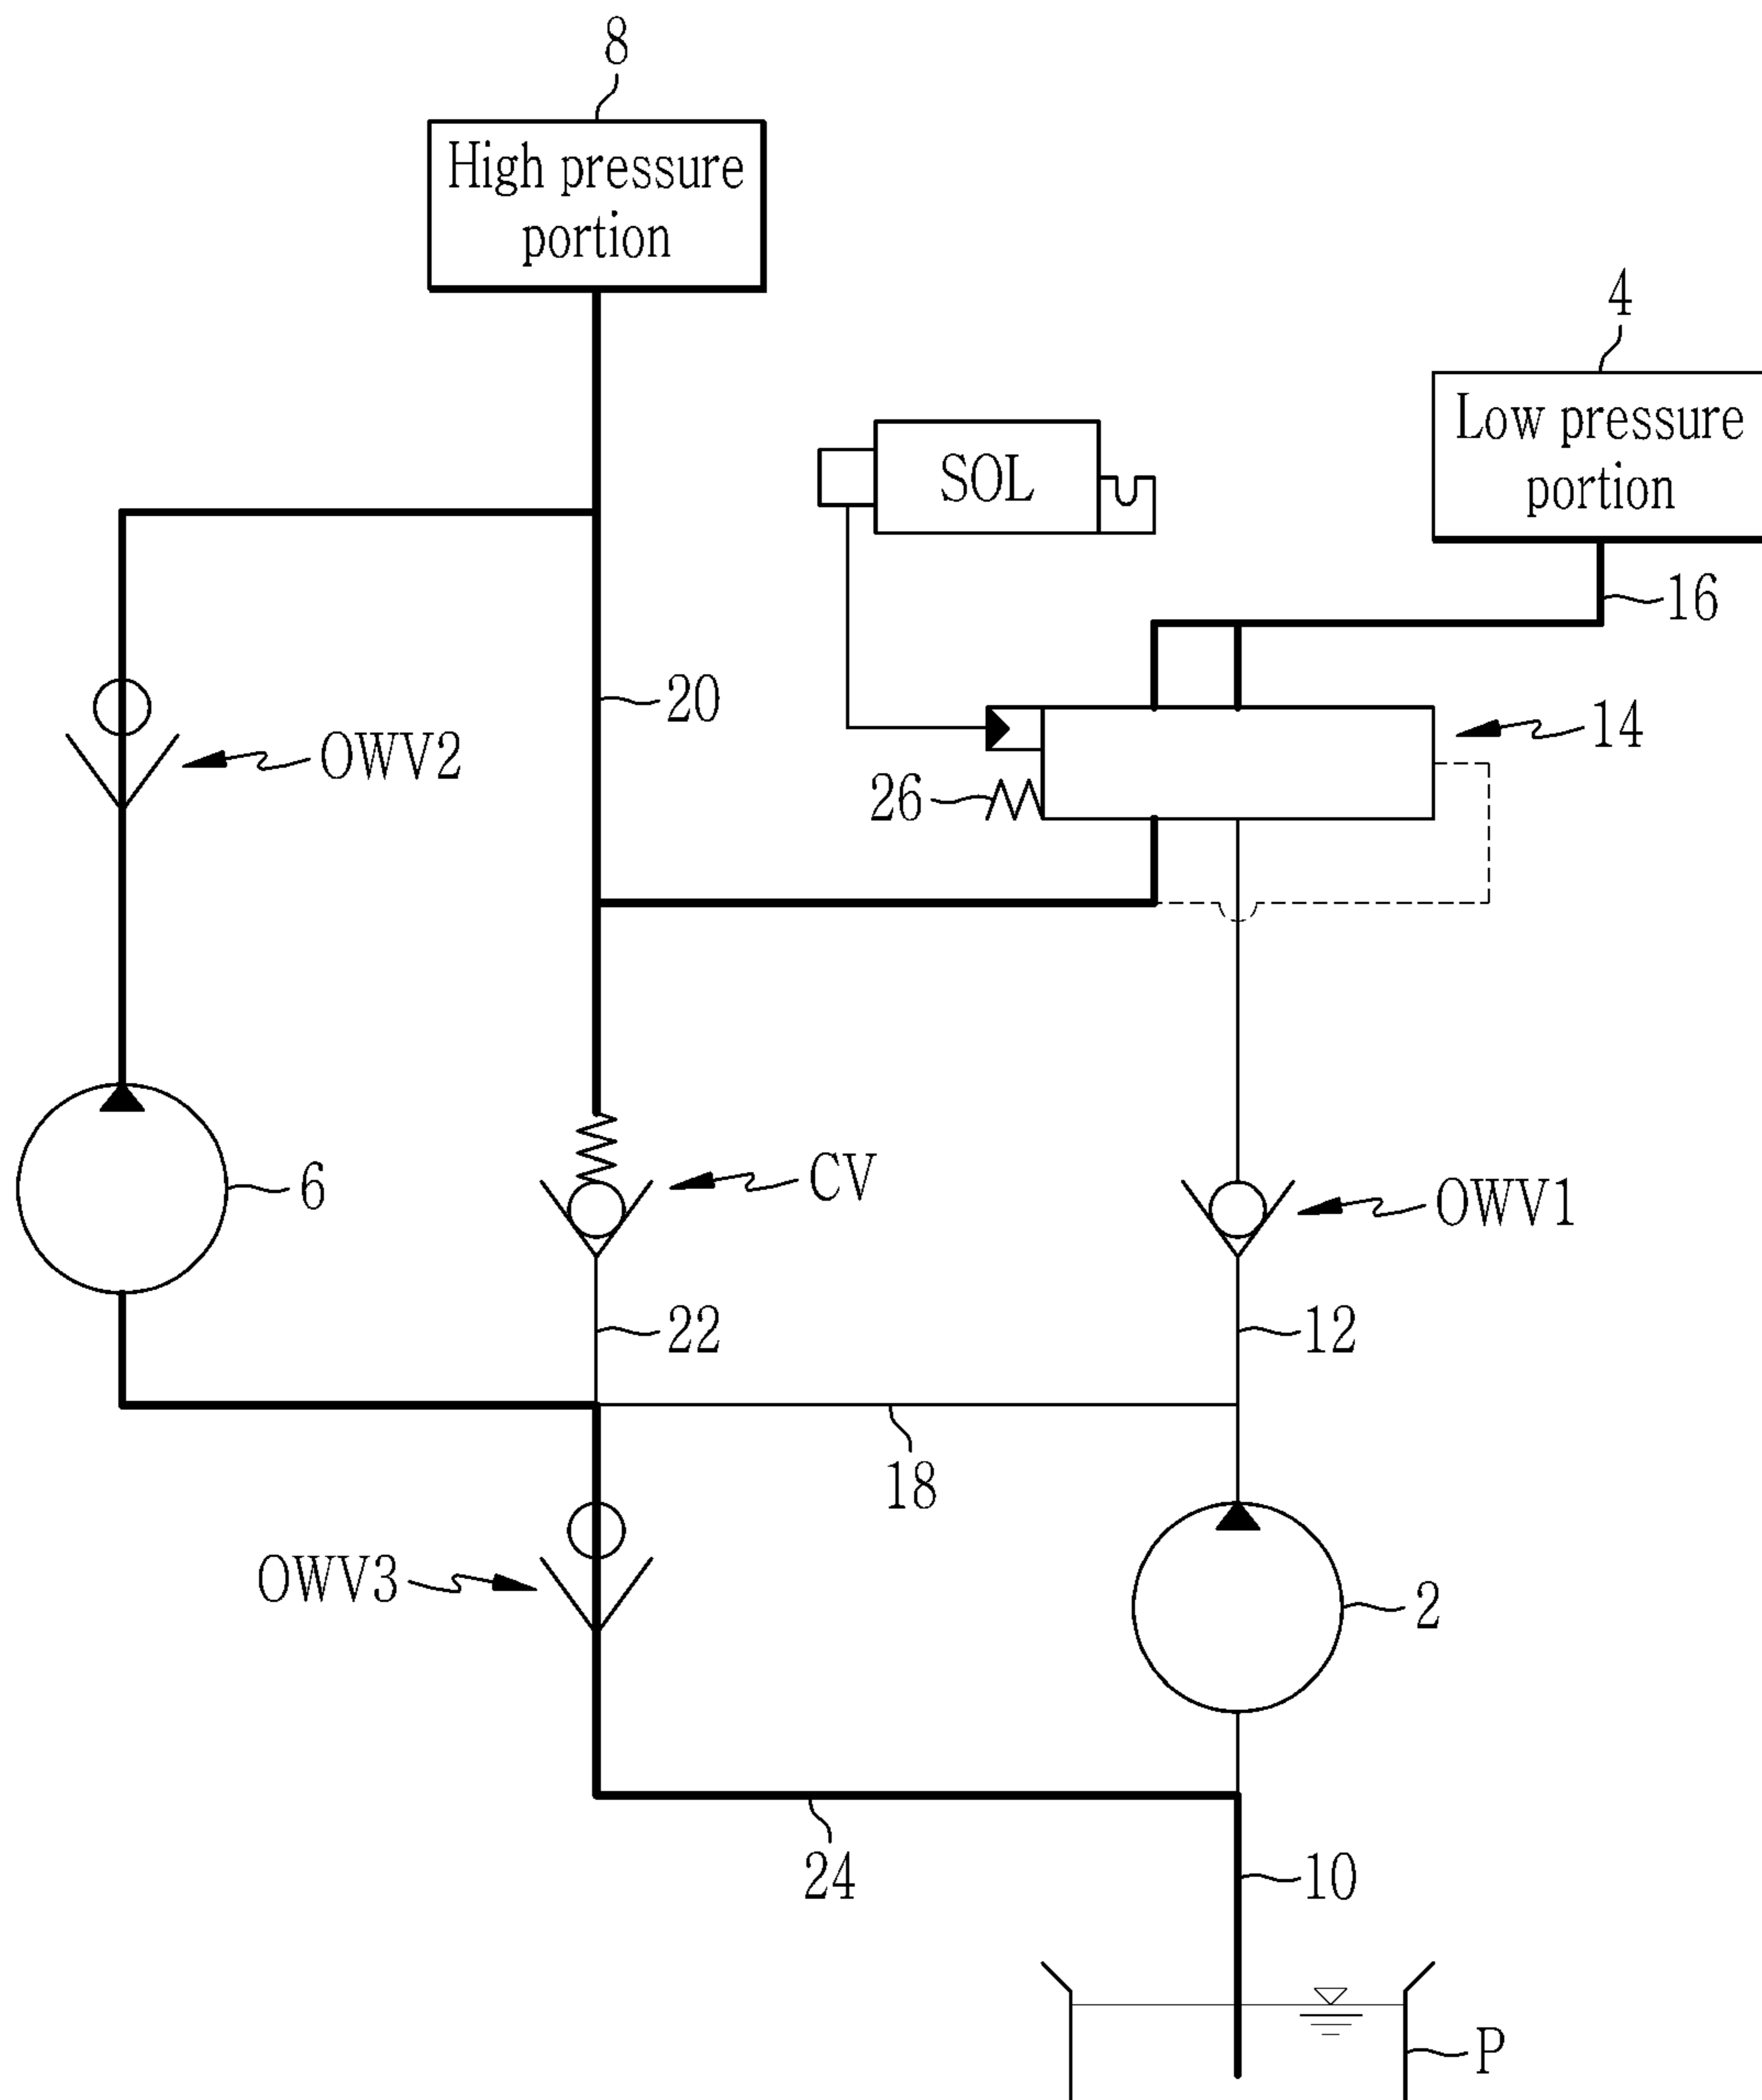 8
High pressure
portion
4
Low pressure
portion
SOL
16
20
14
OWV2
26
CV
OWV1
6
22
12
18
OWV3
2
24
10
P